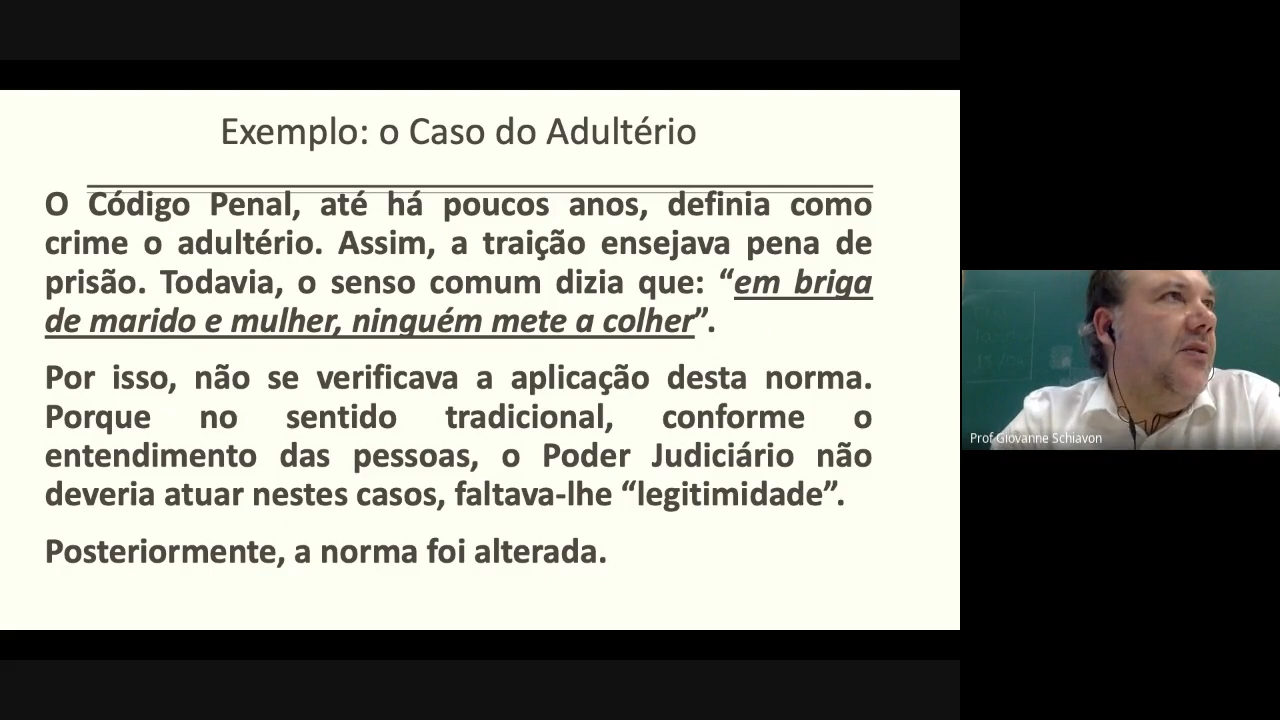 Exemplo: o Caso do Adultério
O Código Penal, até há poucos anos, definia como
crime o adultério. Assim, a traição ensejava pena de
prisão. Todavia, o senso comum dizia que: “em briga
de marido e mulher, ninguém mete a colher”.
Por isso, não se verificava a aplicação desta norma.
Porque no sentido tradicional, conforme o
entendimento das pessoas, o Poder Judiciário não
deveria atuar nestes casos, faltava-lhe “legitimidade”.
Posteriormente, a norma foi alterada.
Prof Giovanne Schiavon